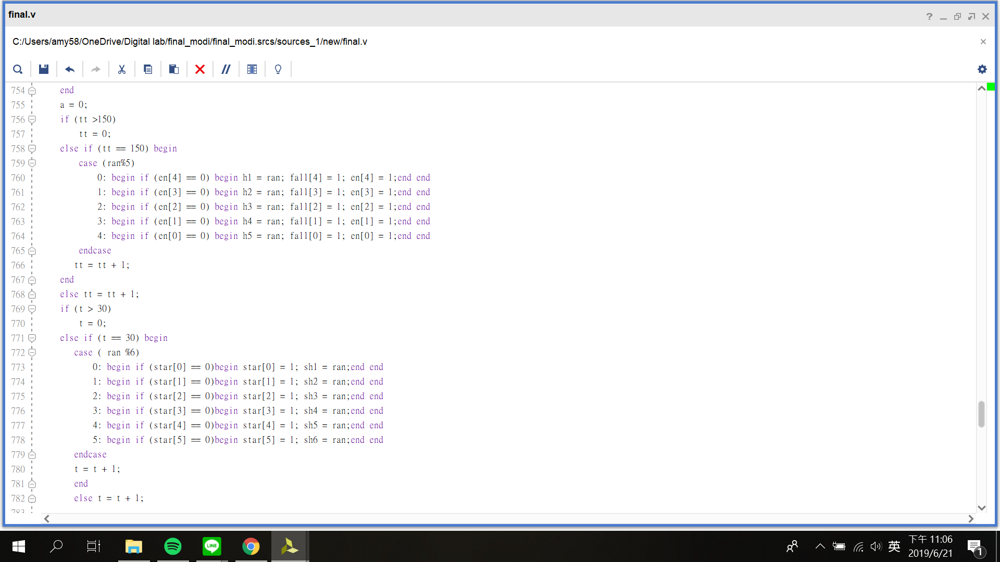 final.v
C:/Users/amy58/OneDrive/Digital lab/final_modi/final_modi.srcs/sources_1/new/final.v
754 end
755 a = 0;
756 if (tt >150)
757 tt = 0;
758 else if (tt == 150) begin
759 case (ran%5)
760 0: begin if (en[4] == 0) begin h1 = ran; fall[4] = 1; en[4] = 1;end end
761 1: begin if (en[3] == 0) begin h2 = ran; fall[3] = 1; en[3] = 1;end end
762 2: begin if (en[2] == 0) begin h3 = ran; fall[2] = 1; en[2] = 1;end end
763 3: begin if (en[1] == 0) begin h4 = ran; fall[1] = 1; en[1] = 1;end end
764 4: begin if (en[0] == 0) begin h5 = ran; fall[0] = 1; en[0] = 1;end end
765 endcase
766 tt = tt + 1;
767 end
768 else tt = tt + 1;
769 if (t > 30)
770 t = 0;
771 else if (t == 30) begin
772 case ( ran %6)
773 0: begin if (star[0] == 0)begin star[0] = 1; sh1 = ran;end end
774 1: begin if (star[1] == 0)begin star[1] = 1; sh2 = ran;end end
775 2: begin if (star[2] == 0)begin star[2] = 1; sh3 = ran;end end
776 3: begin if (star[3] == 0)begin star[3] = 1; sh4 = ran;end end
777 4: begin if (star[4] == 0)begin star[4] = 1; sh5 = ran;end end
778 5: begin if (star[5] == 0)begin star[5] = 1; sh6 = ran;end end
779 endcase
780 t = t + 1;
781 end
782 else t = t + 1;
783
LINE
英
下午 11:06
2019/6/21
1